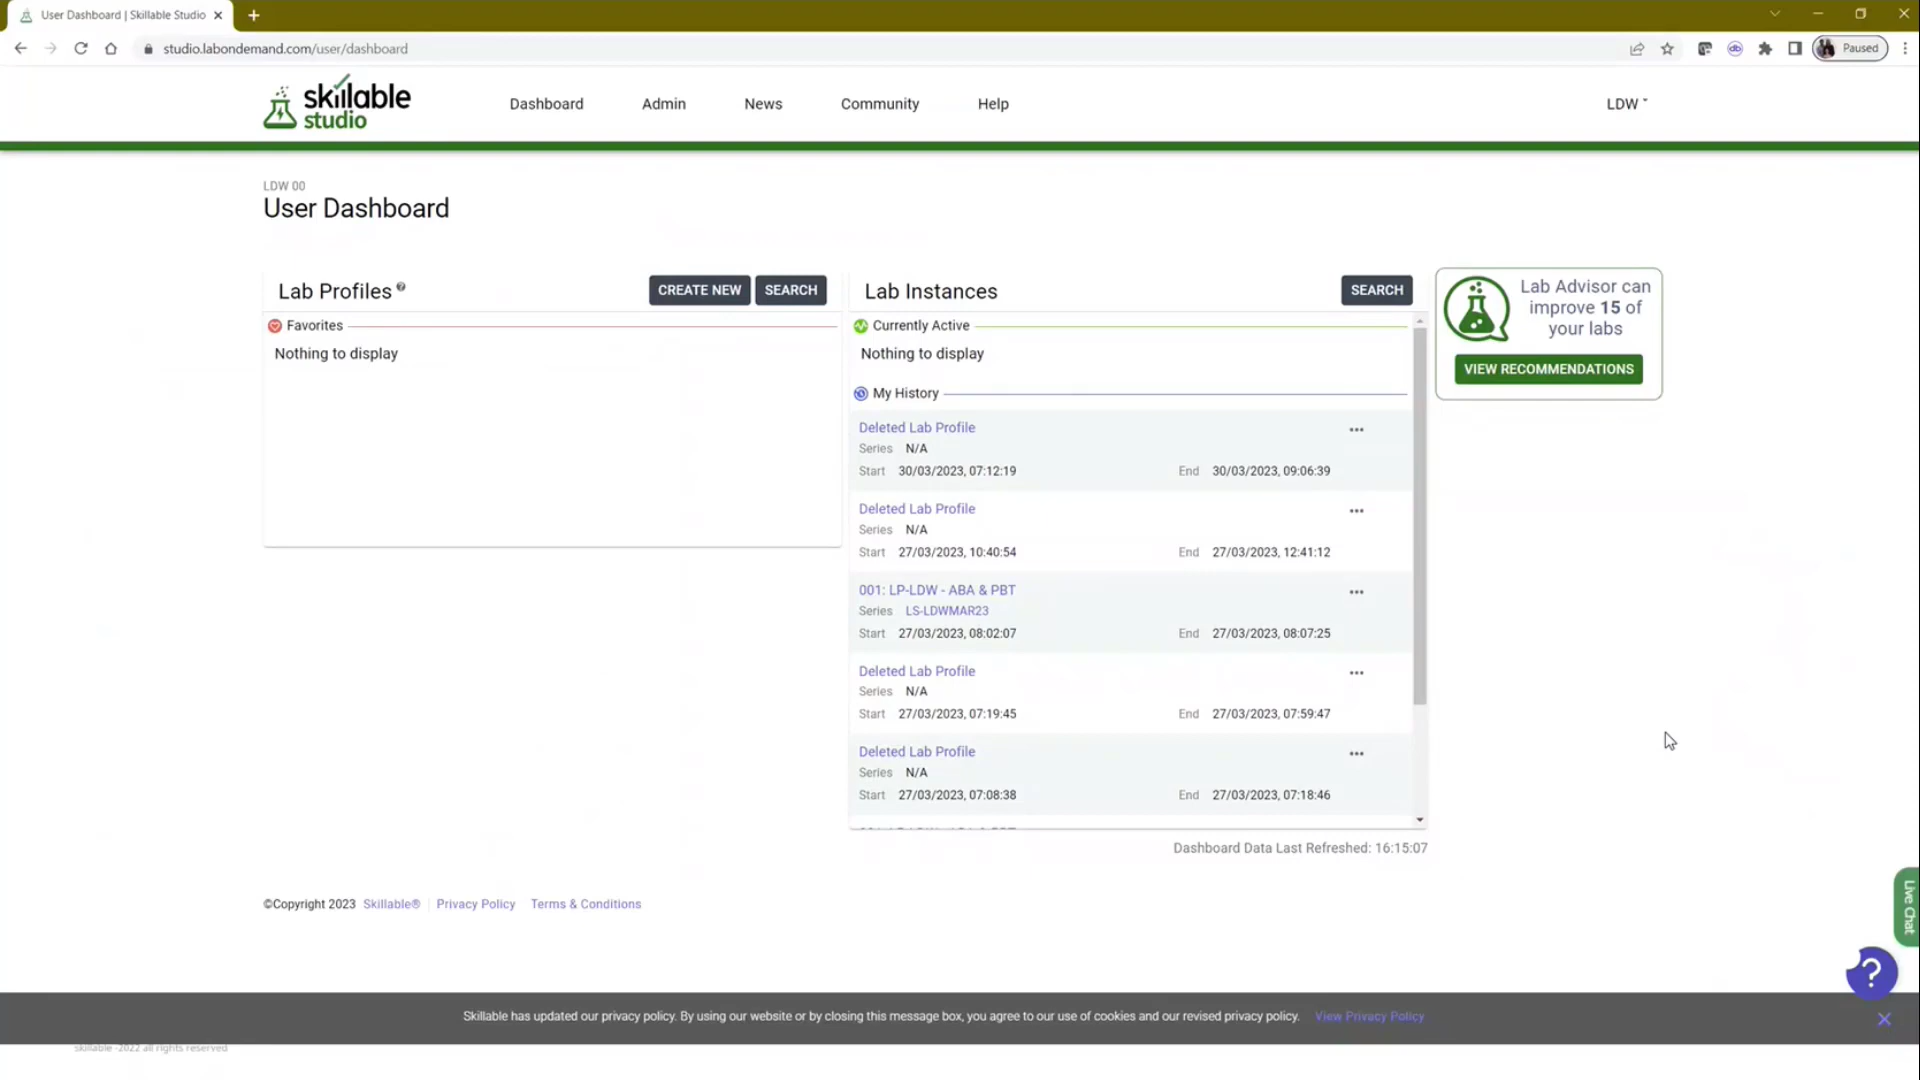 User Dashboard | Skillable Studio
studio.labondemand.com/user/dashboard
Paused
skillable
studio
Dashboard
Admin
News
Community
Help
LDW
LDW 00
User Dashboard
Lab Profiles
CREATE NEW
SEARCH
Favorites
Nothing to display
Lab Instances
SEARCH
Currently Active
Nothing to display
My History
Deleted Lab Profile
Series N/A
Start 30/03/2023, 07:12:19 End 30/03/2023, 09:06:39
Deleted Lab Profile
Series N/A
Start 27/03/2023, 10:40:54 End 27/03/2023, 12:41:12
001: LP-LDW - ABA & PBT
Series LS-LDWMAR23
Start 27/03/2023, 08:02:07 End 27/03/2023, 08:07:25
Deleted Lab Profile
Series N/A
Start 27/03/2023, 07:19:45 End 27/03/2023, 07:59:47
Deleted Lab Profile
Series N/A
Start 27/03/2023, 07:08:38 End 27/03/2023, 07:18:46
Dashboard Data Last Refreshed: 16:15:07
Lab Advisor can
improve 15 of
your labs
VIEW RECOMMENDATIONS
©Copyright 2023 Skillable® Privacy Policy Terms & Conditions
Live Chat
?
Skillable has updated our privacy policy. By using our website or by closing this message box, you agree to our use of cookies and our revised privacy policy. View Privacy Policy
skillable -2022 all rights reserved